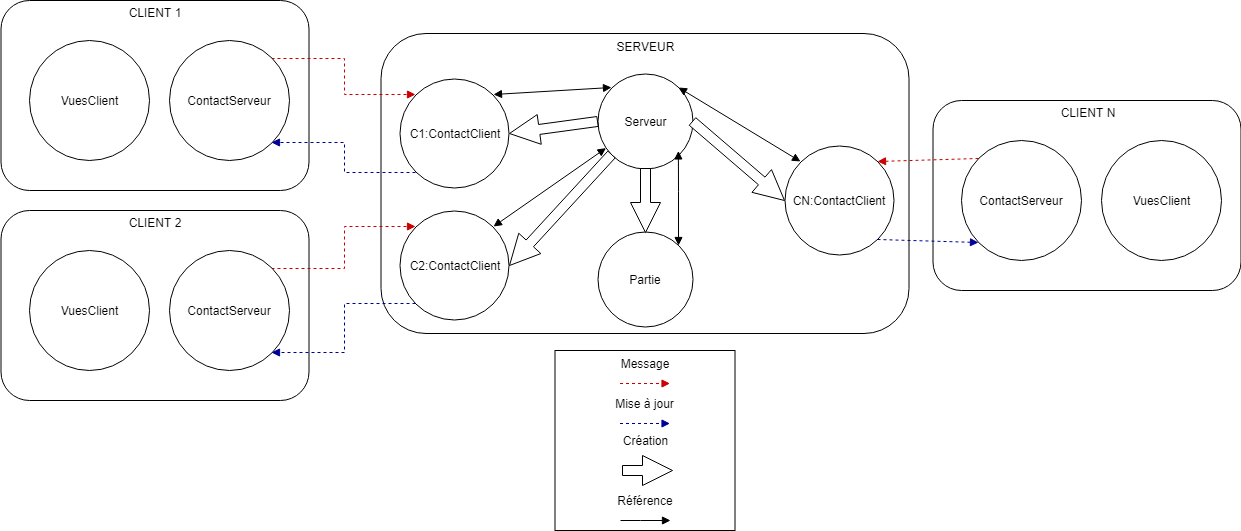 CLIENT 1
VuesClient
ContactServeur
CLIENT 2
VuesClient
ContactServeur
SERVEUR
C1:ContactClient
Serveur
C2:ContactClient
Partie
CN:ContactClient
CLIENT N
ContactServeur
VuesClient
Message
Mise à jour
Création
Référence